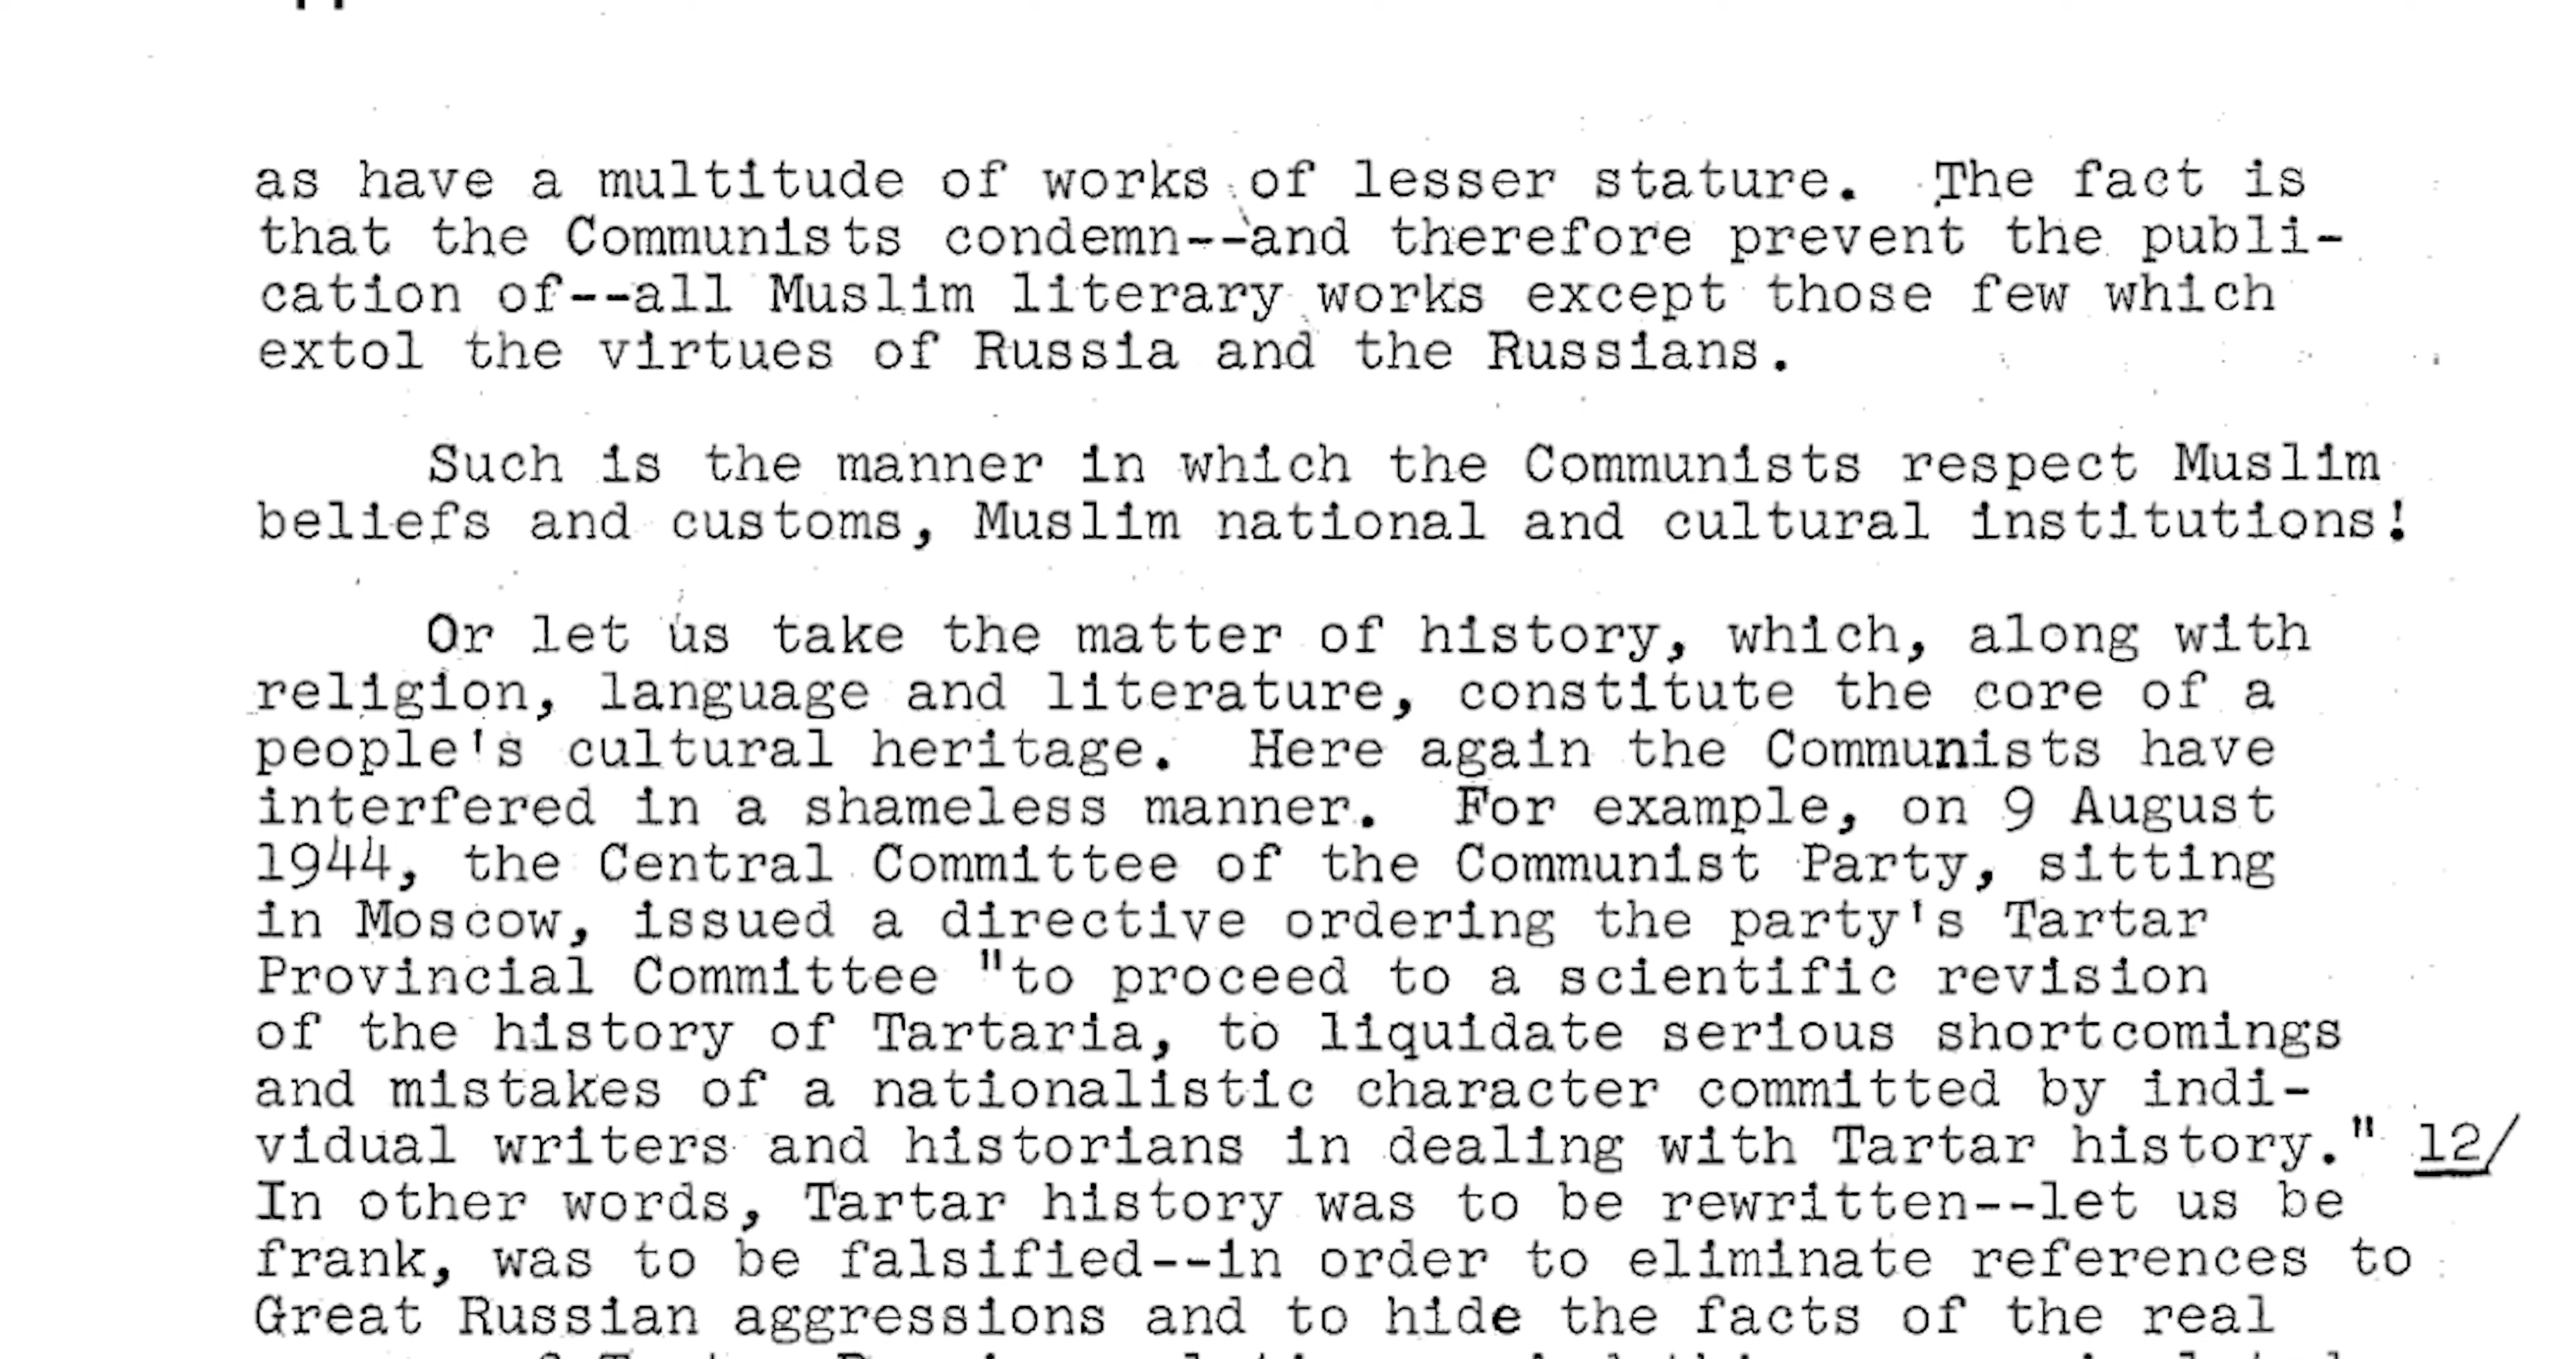 as have a multitude of works of lesser stature. The fact is
that the Communists condemn--and therefore prevent the publi-
cation of--all Muslim literary works except those few which
extol the virtues of Russia and the Russians.
Such is the manner in which the Communists respect Muslim
beliefs and customs, Muslim national and cultural institutions!
Or let us take the matter of history, which, along with
religion, language and literature, constitute the core of a
people's cultural heritage. Here again the Communists have
interfered in a shameless manner. For example, on 9 August
1944, the Central Committee of the Communist Party, sitting
in Moscow, issued a directive ordering the party's Tartar
Provincial Committee "to proceed to a scientific revision
of the history of Tartaria, to liquidate serious shortcomings
and mistakes of a nationalistic character committed by indi-
vidual writers and historians in dealing with Tartar history." 12/
In other words, Tartar history was to be rewritten--let us be
frank, was to be falsified--in order to eliminate references to
Great Russian aggressions and to hide the facts of the real